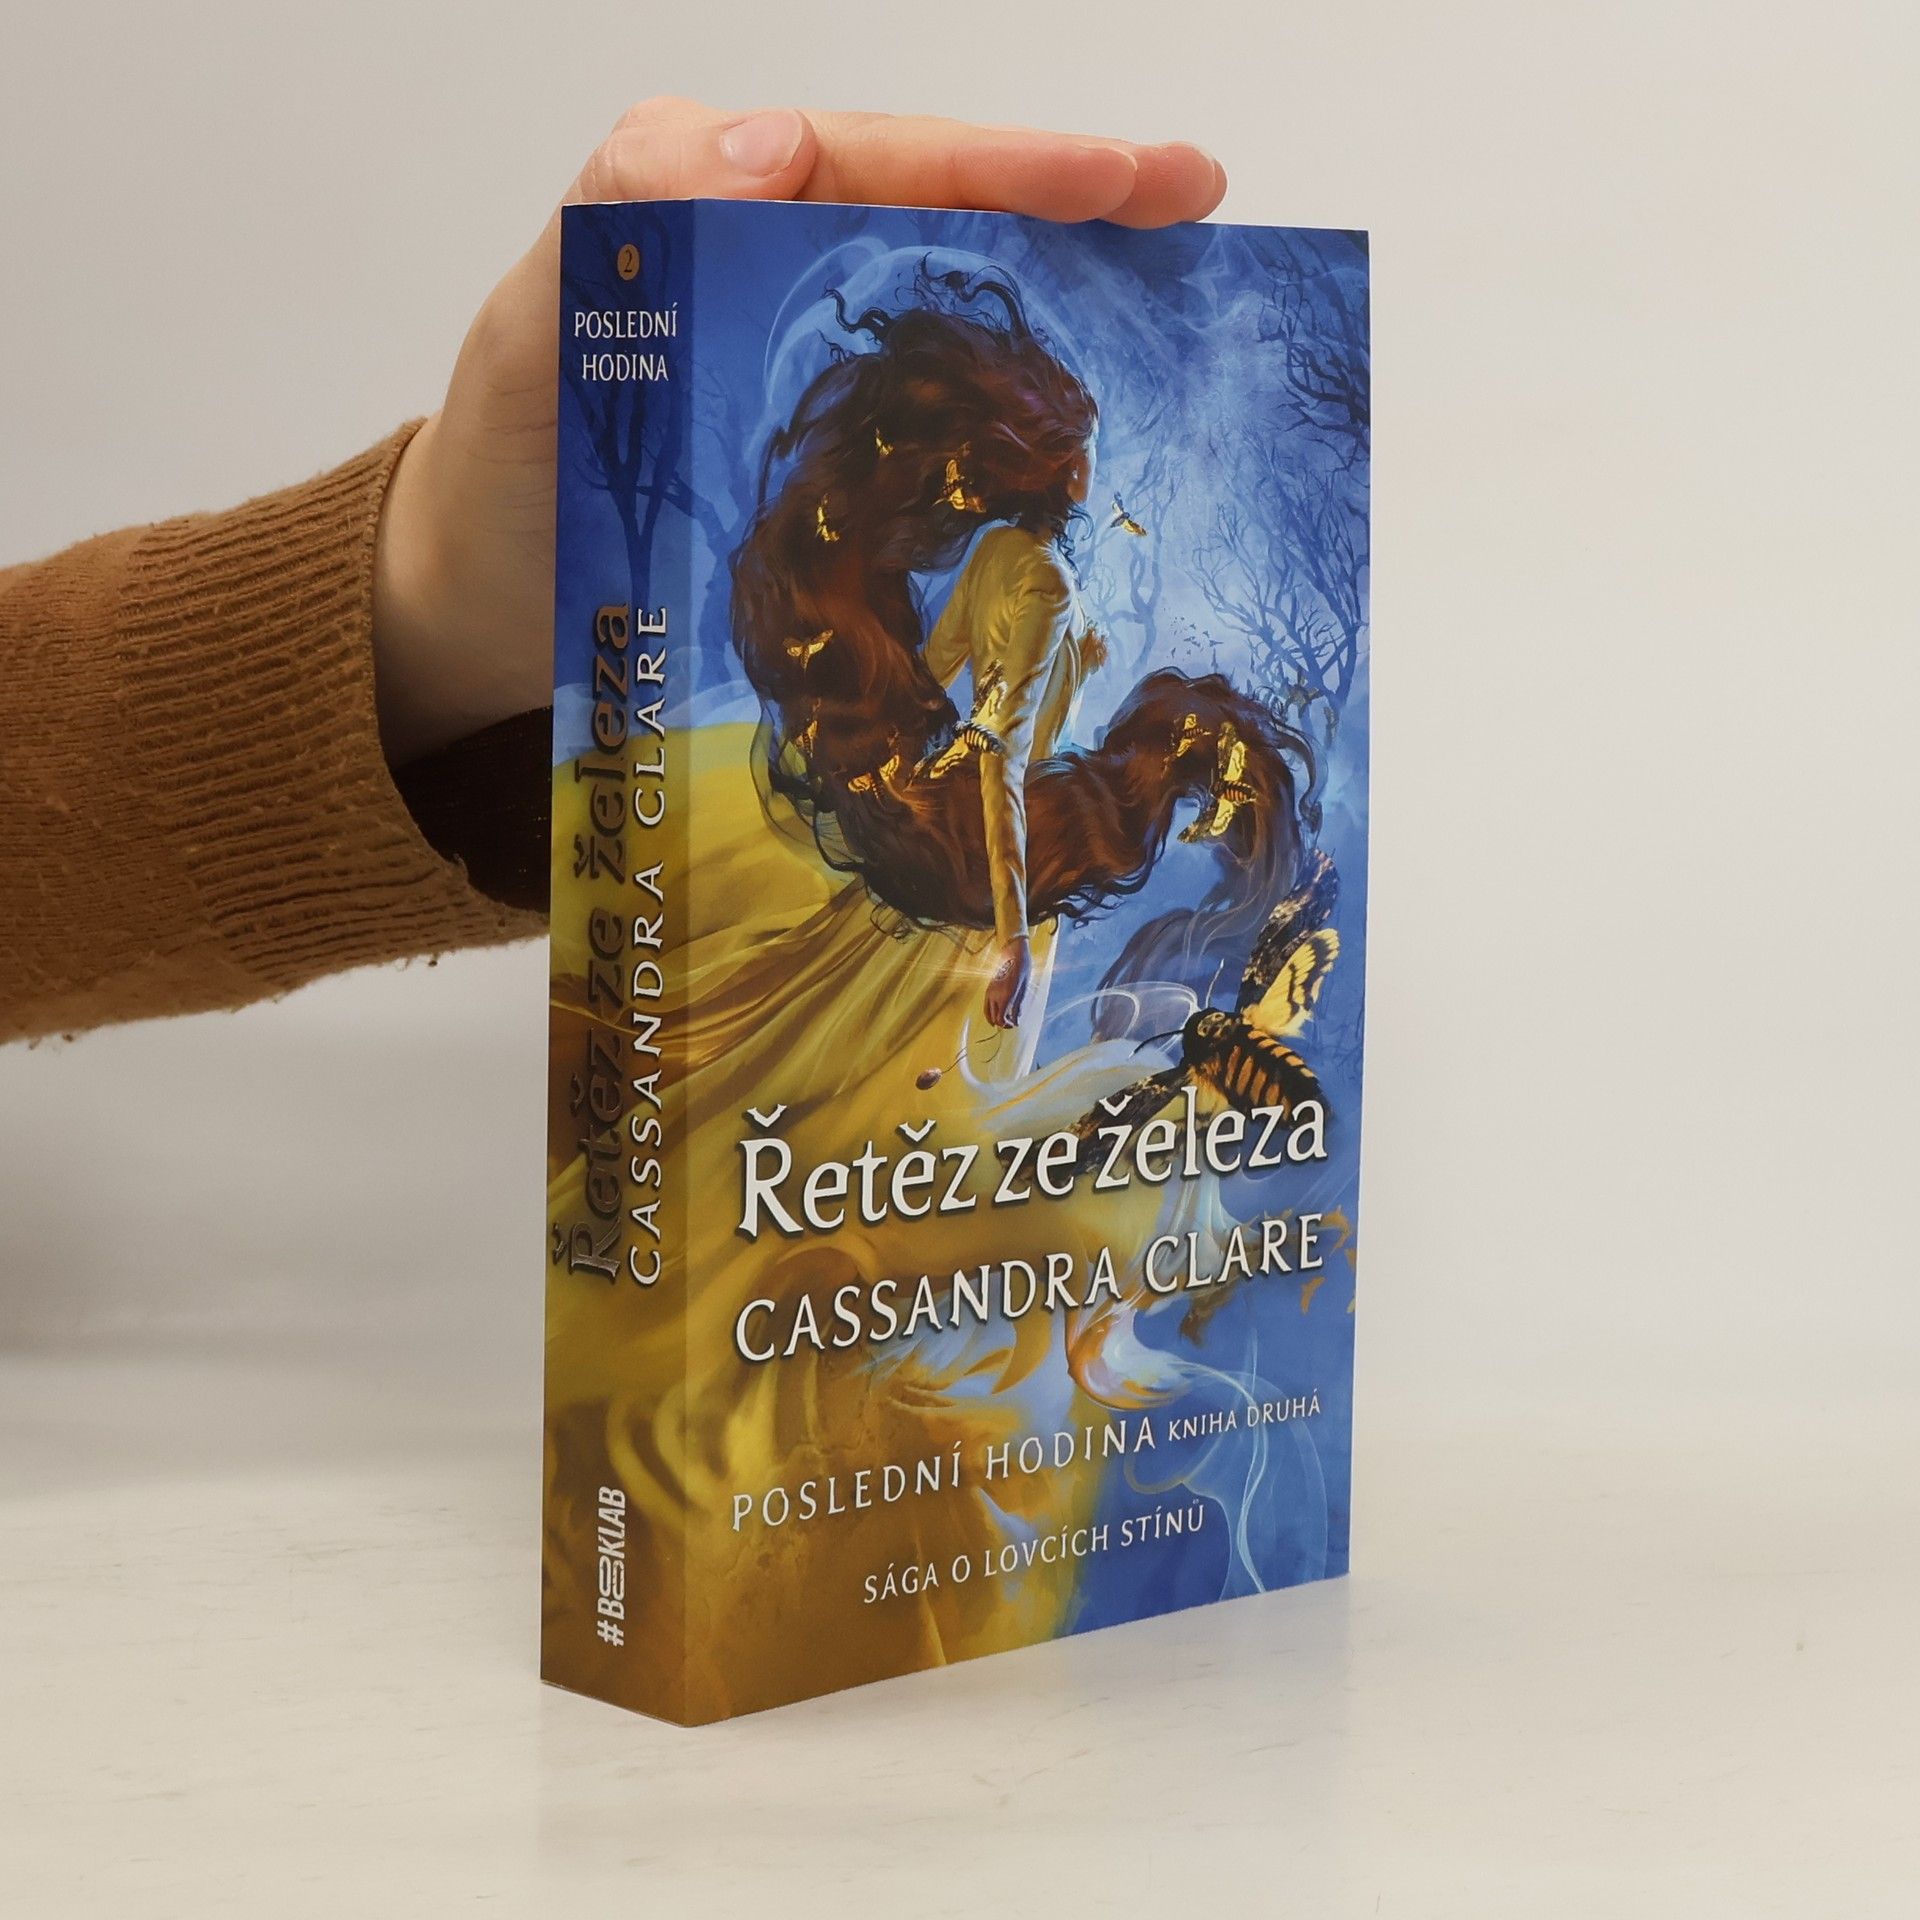 2
POSLEDNÍ
HODINA
Řetěz ze železa
CASSANDRA CLARE
#BOOKLAB
Řetěz ze železa
CASSANDRA CLARE
POSLEDNÍ HODINA KNIHA DRUHÁ
SÁGA O LOVCÍCH STÍNŮ